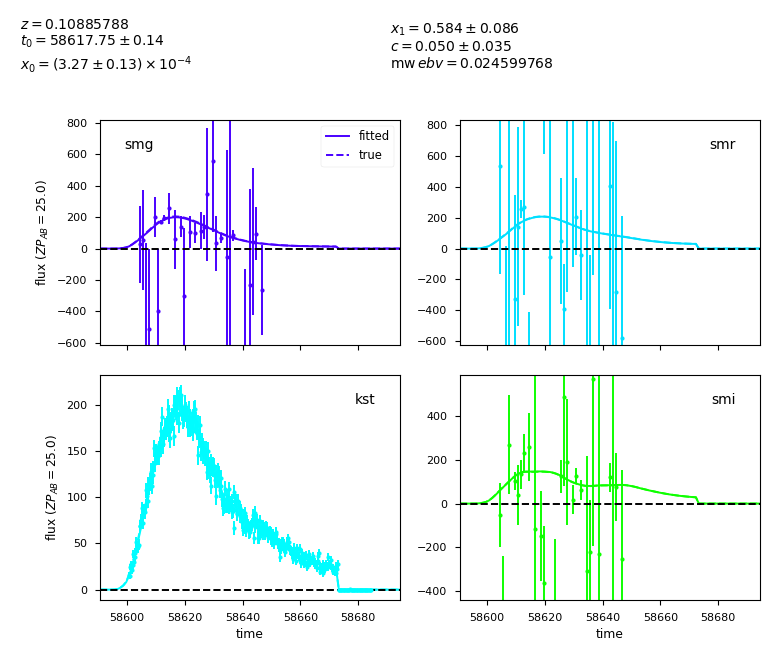 z = 0.10885788
t₀ = 58617.75 ± 0.14
x₀ = (3.27 ± 0.13) × 10⁻⁴
x₁ = 0.584 ± 0.086
c = 0.050 ± 0.035
mw ebv = 0.024599768
smg
fitted
true
800
600
400
200
0
−200
−400
−600
flux (ZP_AB = 25.0)
smr
800
600
400
200
0
−200
−400
−600
kst
200
150
100
50
0
flux (ZP_AB = 25.0)
58600 58620 58640 58660 58680
time
smi
400
200
0
−200
−400
58600 58620 58640 58660 58680
time